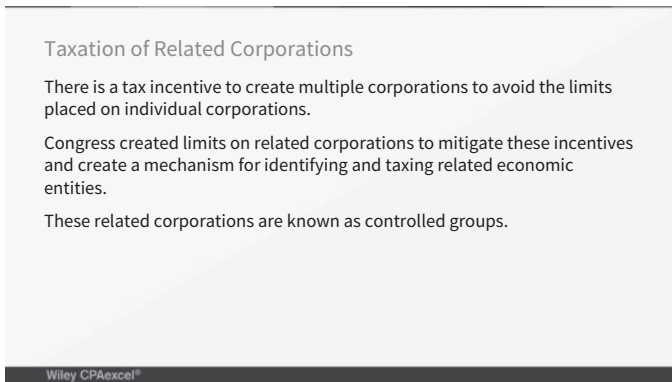 Taxation of Related Corporations
There is a tax incentive to create multiple corporations to avoid the limits
placed on individual corporations.
Congress created limits on related corporations to mitigate these incentives
and create a mechanism for identifying and taxing related economic
entities.
These related corporations are known as controlled groups.
Wiley CPAexcel®